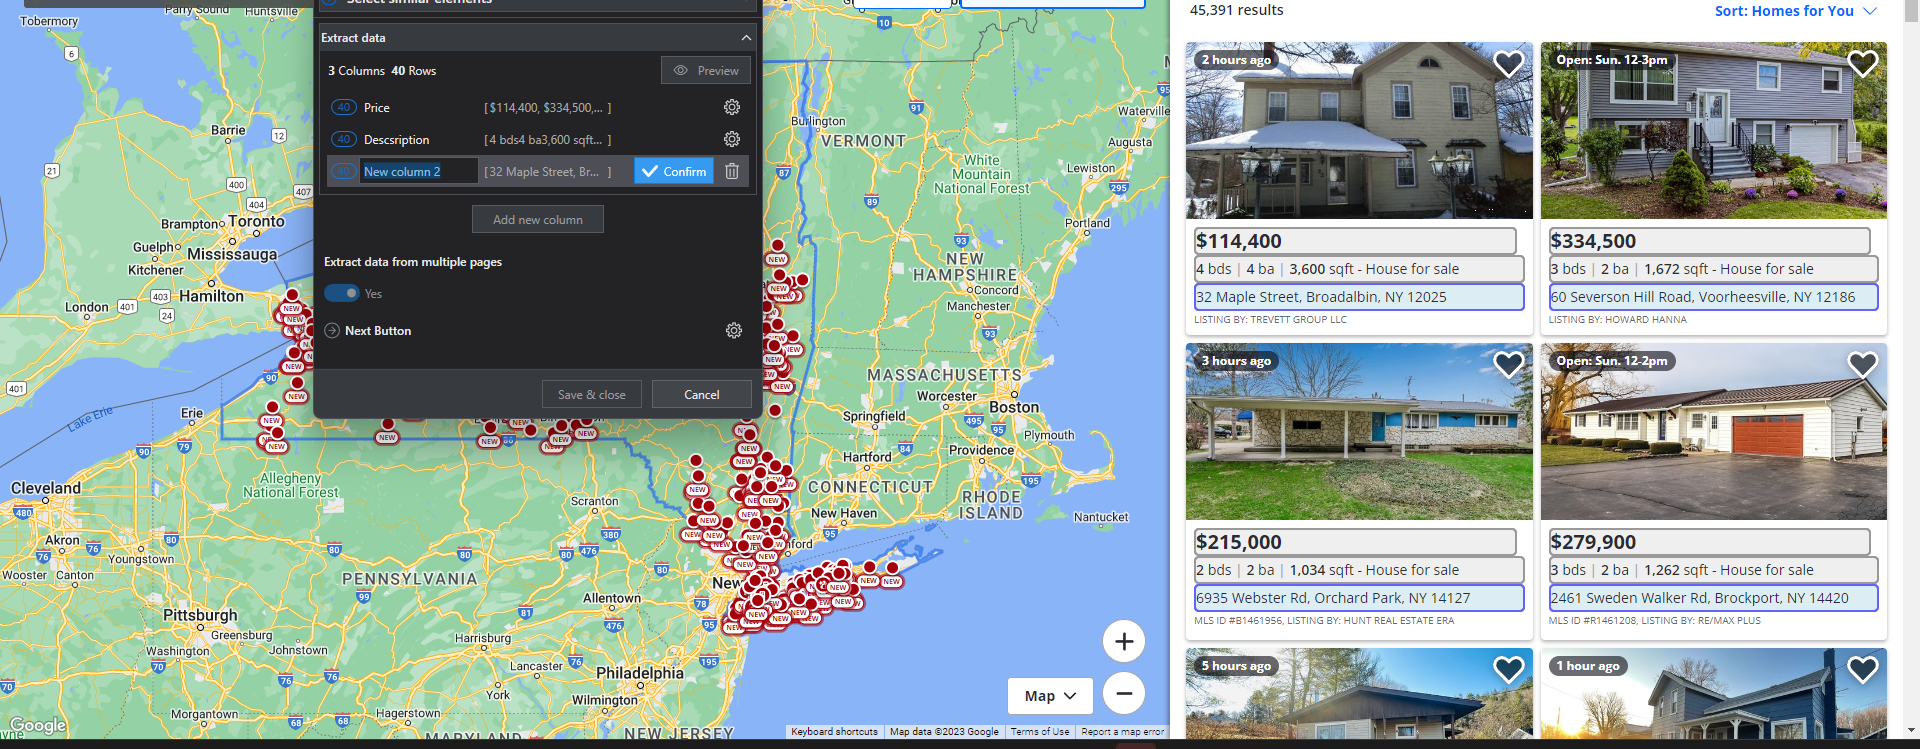 Select similar elements
Extract data
3 Columns 40 Rows
Preview
40 Price [ $114,400, $334,500,... ]
40 Desscription [ 4 bds4 ba3,600 sqft... ]
40 New column 2 [ 32 Maple Street, Br... ] Confirm
Add new column
Extract data from multiple pages
Yes
Next Button
Save & close
Cancel
45,391 results
Sort: Homes for You
2 hours ago
$114,400
4 bds | 4 ba | 3,600 sqft - House for sale
32 Maple Street, Broadalbin, NY 12025
LISTING BY: TREVETT GROUP LLC
Open: Sun. 12-3pm
$334,500
3 bds | 2 ba | 1,672 sqft - House for sale
60 Severson Hill Road, Voorheesville, NY 12186
LISTING BY: HOWARD HANNA
3 hours ago
$215,000
2 bds | 2 ba | 1,034 sqft - House for sale
6935 Webster Rd, Orchard Park, NY 14127
MLS ID #B1461956, LISTING BY: HUNT REAL ESTATE ERA
Open: Sun. 12-2pm
$279,900
3 bds | 2 ba | 1,262 sqft - House for sale
2461 Sweden Walker Rd, Brockport, NY 14420
MLS ID #R1461208, LISTING BY: RE/MAX PLUS
5 hours ago
1 hour ago
Tobermory
Parry Sound
Huntsville
Barrie
Brampton
Toronto
Guelph
Mississauga
Kitchener
Hamilton
London
Lake Erie
Erie
Cleveland
Akron
Youngstown
Wooster
Canton
Allegheny
National Forest
PENNSYLVANIA
Pittsburgh
Greensburg
Washington
Johnstown
Morgantown
Hagerstown
MARYLAND
Scranton
Allentown
Harrisburg
Lancaster
York
Philadelphia
Wilmington
NEW JERSEY
New
Burlington
VERMONT
White
Mountain
National Forest
Waterville
Augusta
Lewiston
Portland
NEW
HAMPSHIRE
Concord
Manchester
MASSACHUSETTS
Worcester
Boston
Springfield
Plymouth
Hartford
Providence
CONNECTICUT
RHODE
ISLAND
New Haven
Nantucket
Map
Google
Keyboard shortcuts
Map data ©2023 Google
Terms of Use
Report a map error